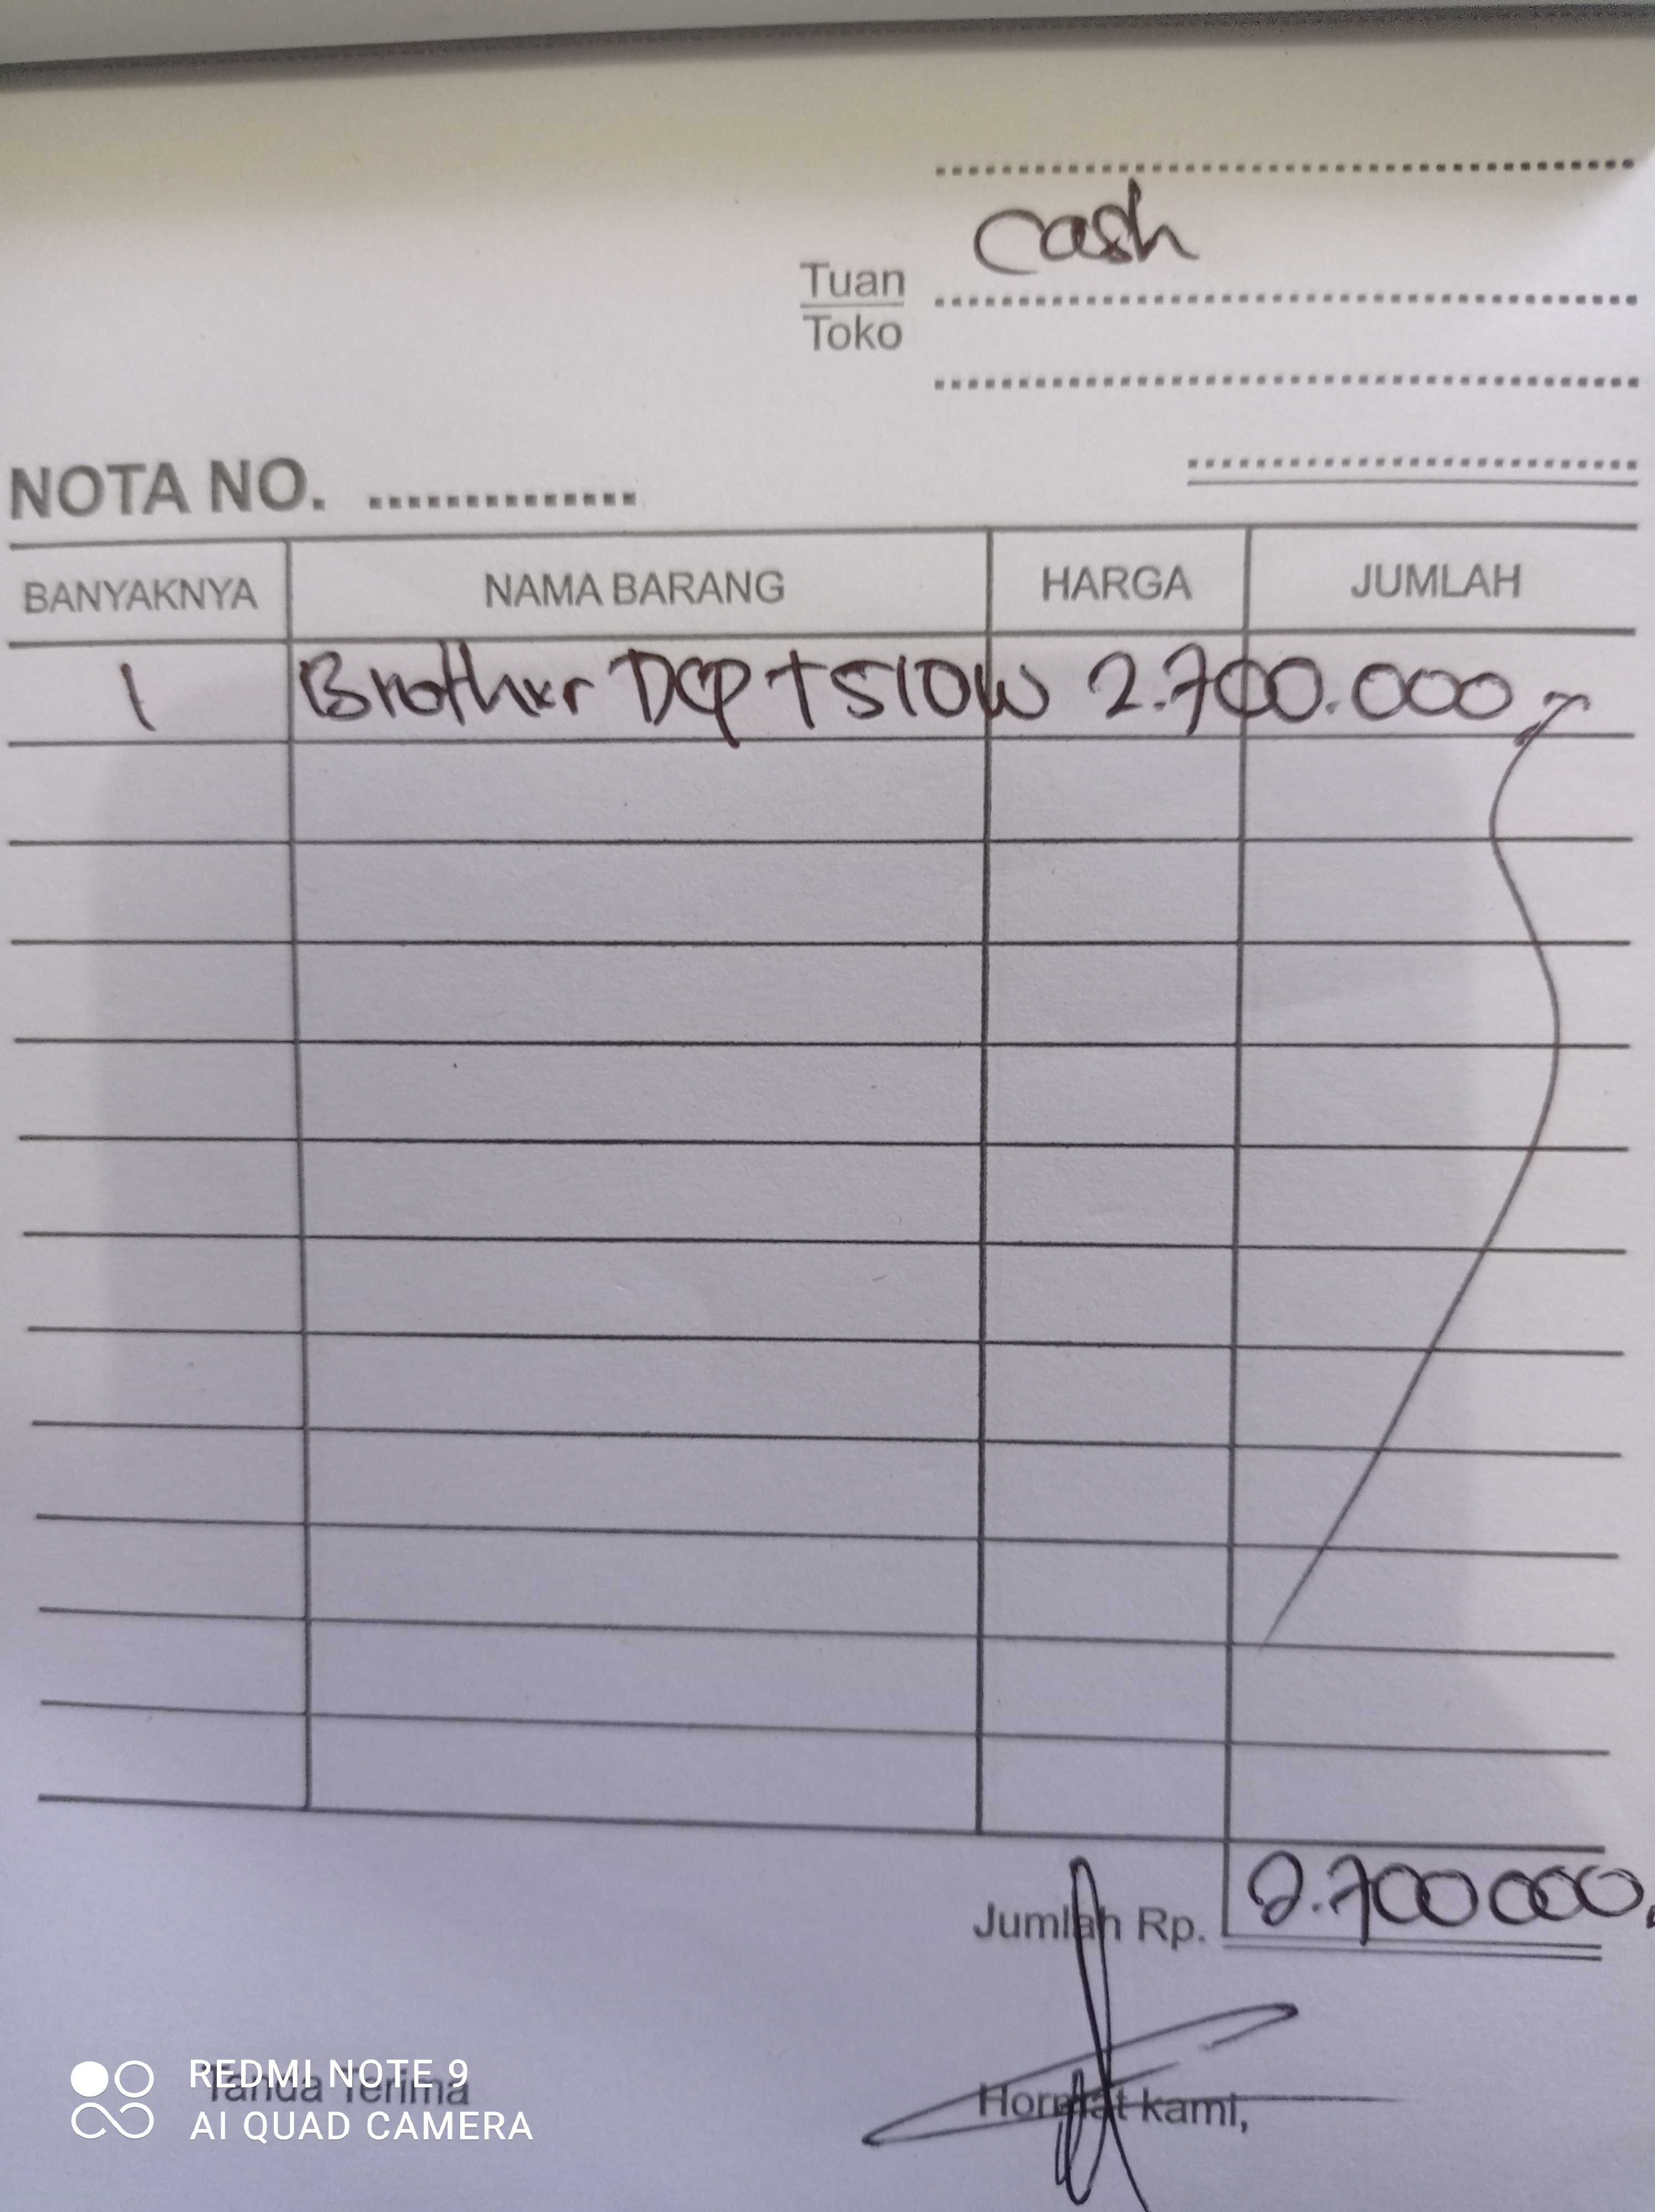 Cash
Tuan
Toko
NOTA NO.
BANYAKNYA NAMA BARANG HARGA JUMLAH
1 Brother DCP T510W 2.700.000,-
Jumlah Rp. 2.700 000,
Tanda Terima Hormat kami,
REDMI NOTE 9
AI QUAD CAMERA